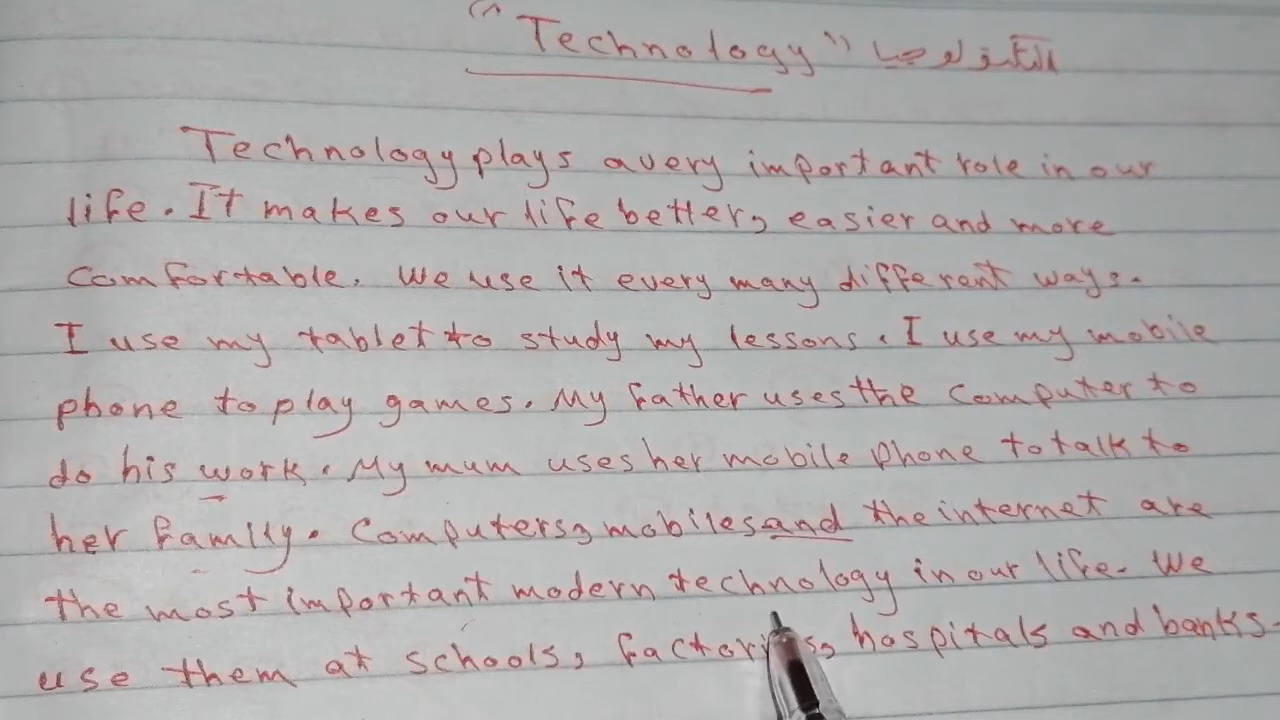 "Technology" التكنولوجيا
Technology plays a very important role in our
life. It makes our life better, easier and more
comfortable. We use it every many different ways.
I use my tablet to study my lessons. I use my mobile
phone to play games. My father uses the computer to
do his work. My mum uses her mobile phone to talk to
her family. Computers, mobiles and the internet are
the most important modern technology in our life. We
use them at schools, factories, hospitals and banks.